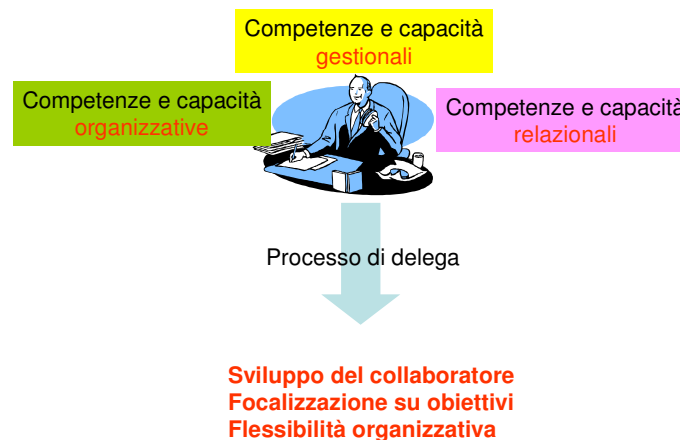 Competenze e capacità
gestionali
Competenze e capacità
organizzative
Competenze e capacità
relazionali
Processo di delega
Sviluppo del collaboratore
Focalizzazione su obiettivi
Flessibilità organizzativa